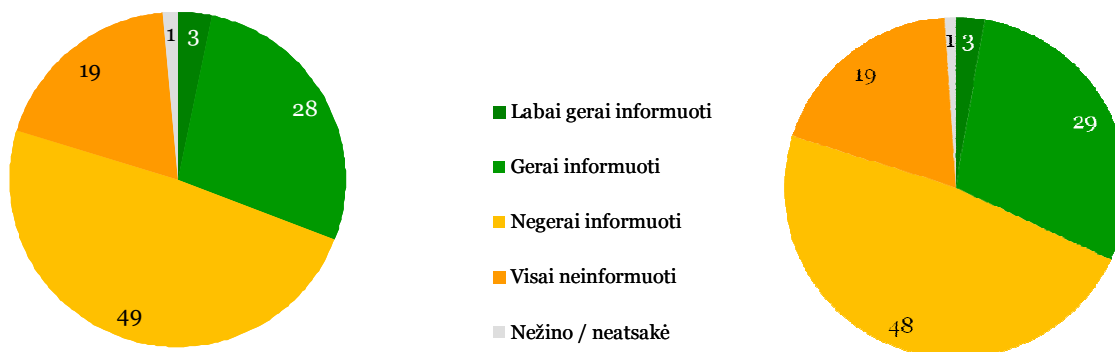 1
3
19
28
49
Labai gerai informuoti
Gerai informuoti
Negerai informuoti
Visai neinformuoti
Nežino / neatsakė
1
3
19
29
48